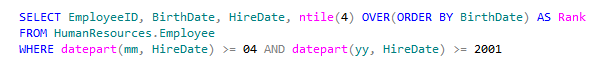 SELECT EmployeeID, BirthDate, HireDate, ntile(4) OVER(ORDER BY BirthDate) AS Rank
FROM HumanResources.Employee
WHERE datepart(mm, HireDate) >= 04 AND datepart(yy, HireDate) >= 2001